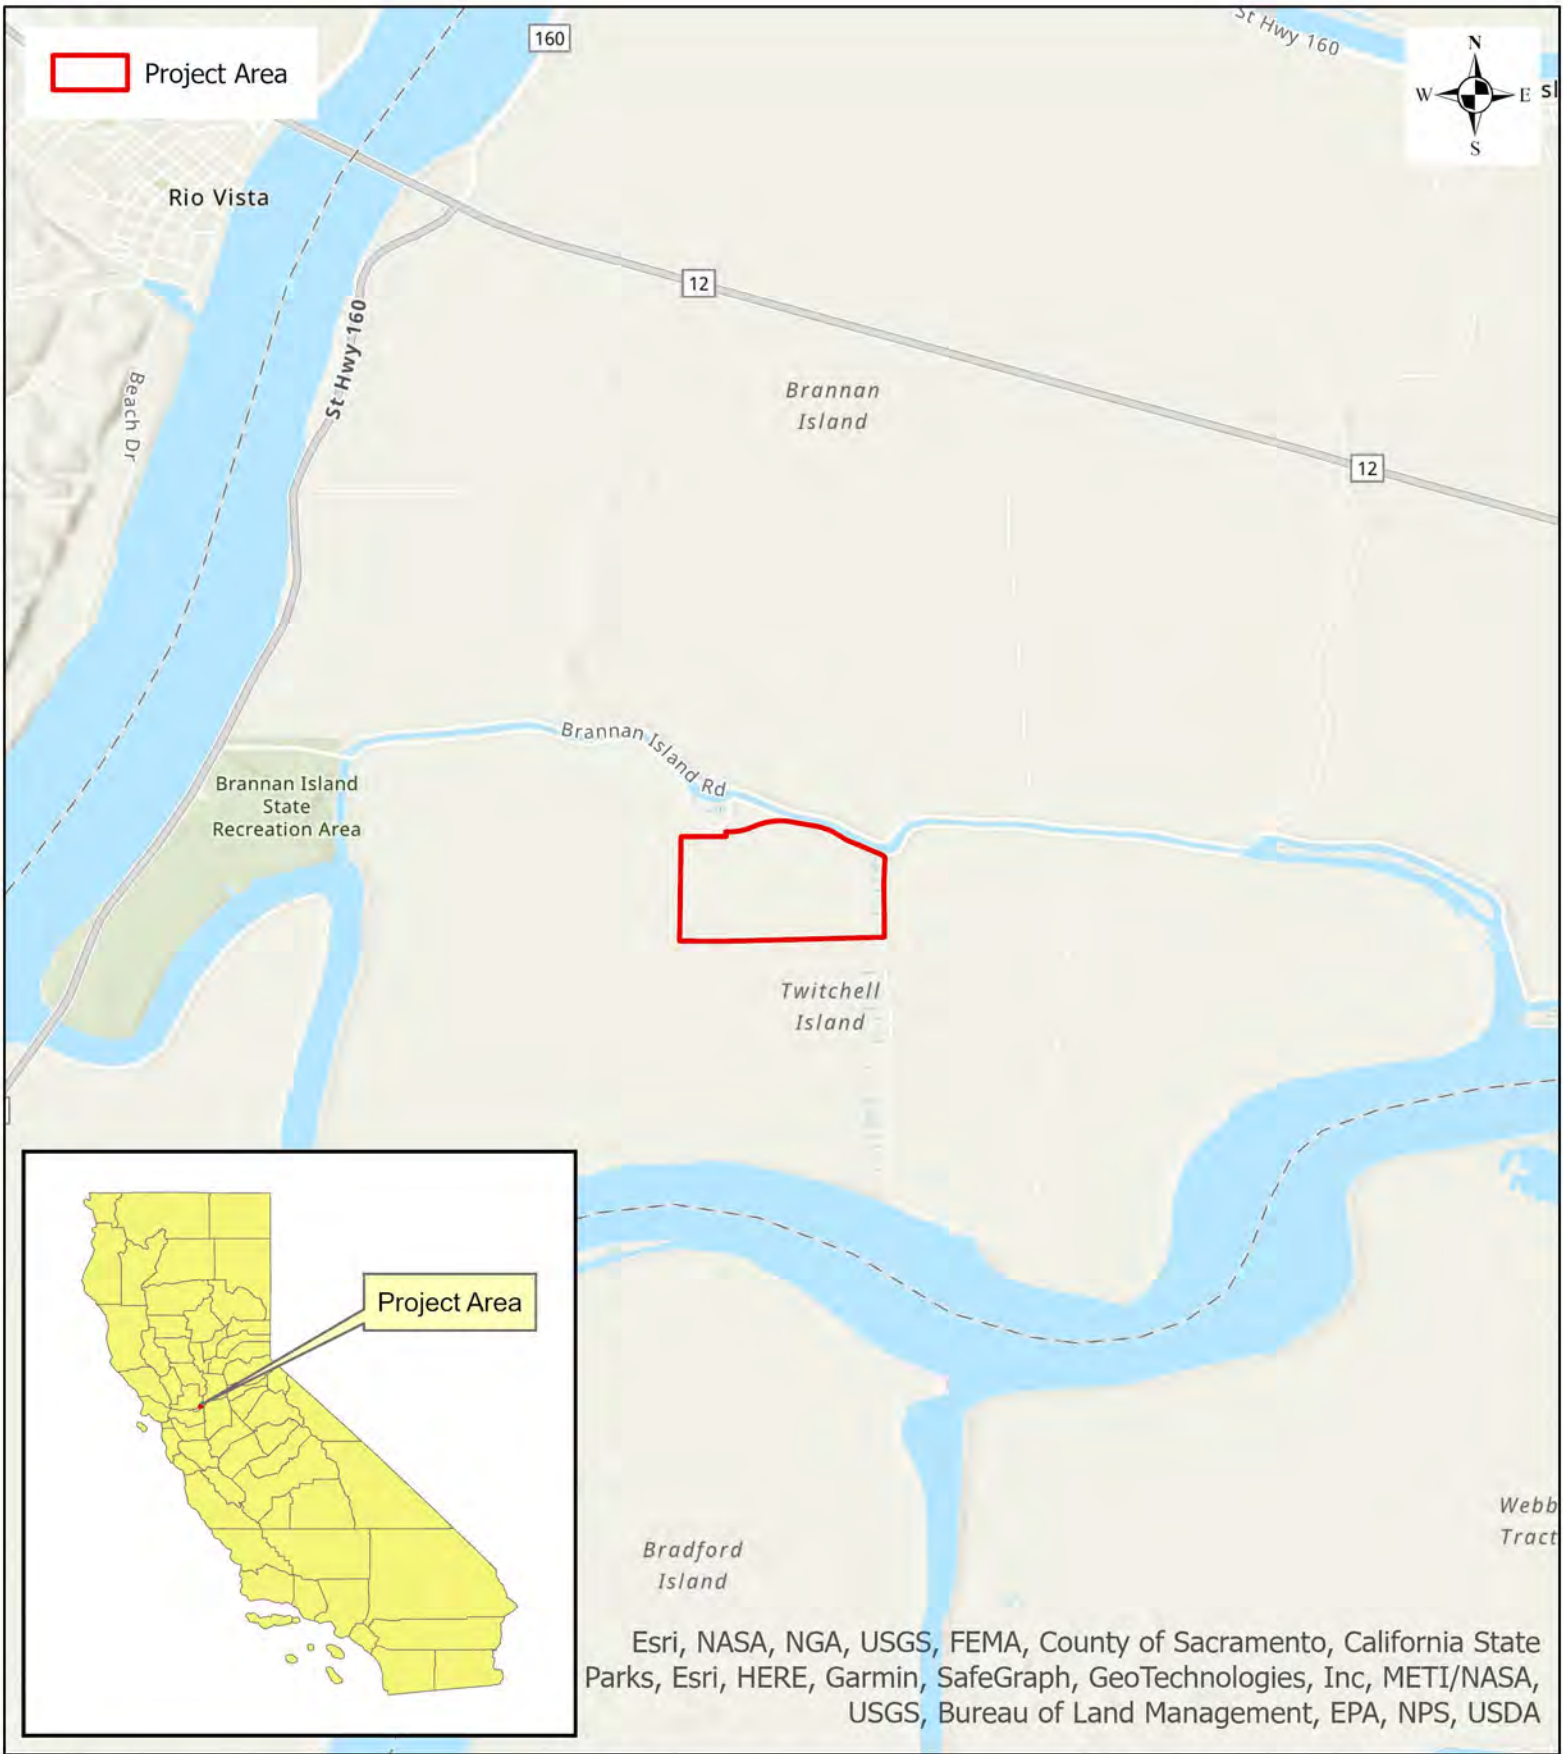 160
St Hwy 160
Project Area
N
W
E
S
sl
Rio Vista
12
St Hwy 160
Beach Dr
Brannan
Island
12
Brannan Island Rd
Brannan Island
State
Recreation Area
Twitchell
Island
Project Area
Webb
Tract
Bradford
Island
Esri, NASA, NGA, USGS, FEMA, County of Sacramento, California State
Parks, Esri, HERE, Garmin, SafeGraph, GeoTechnologies, Inc, METI/NASA,
USGS, Bureau of Land Management, EPA, NPS, USDA